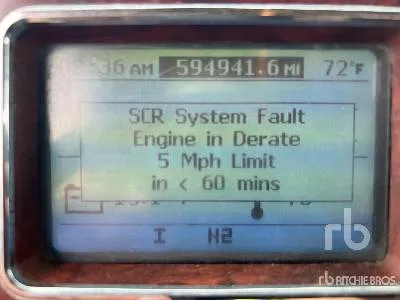 36 AM 594941.6 MI 72°F
SCR System Fault
Engine in Derate
5 Mph Limit
in < 60 mins
I N2
rb
rb RITCHIE BROS